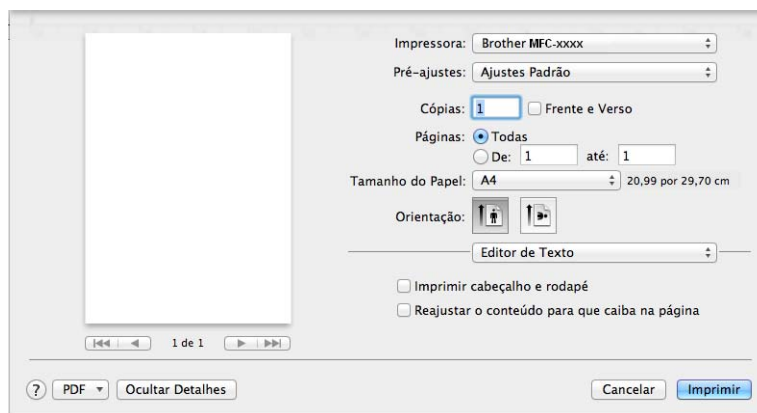 Impressora: Brother MFC-xxxx
Pré-ajustes: Ajustes Padrão
Cópias: 1 Frente e Verso
Páginas: Todas
De: 1 até: 1
Tamanho do Papel: A4 20,99 por 29,70 cm
Orientação:
Editor de Texto
Imprimir cabeçalho e rodapé
Reajustar o conteúdo para que caiba na página
1 de 1
? PDF Ocultar Detalhes Cancelar Imprimir